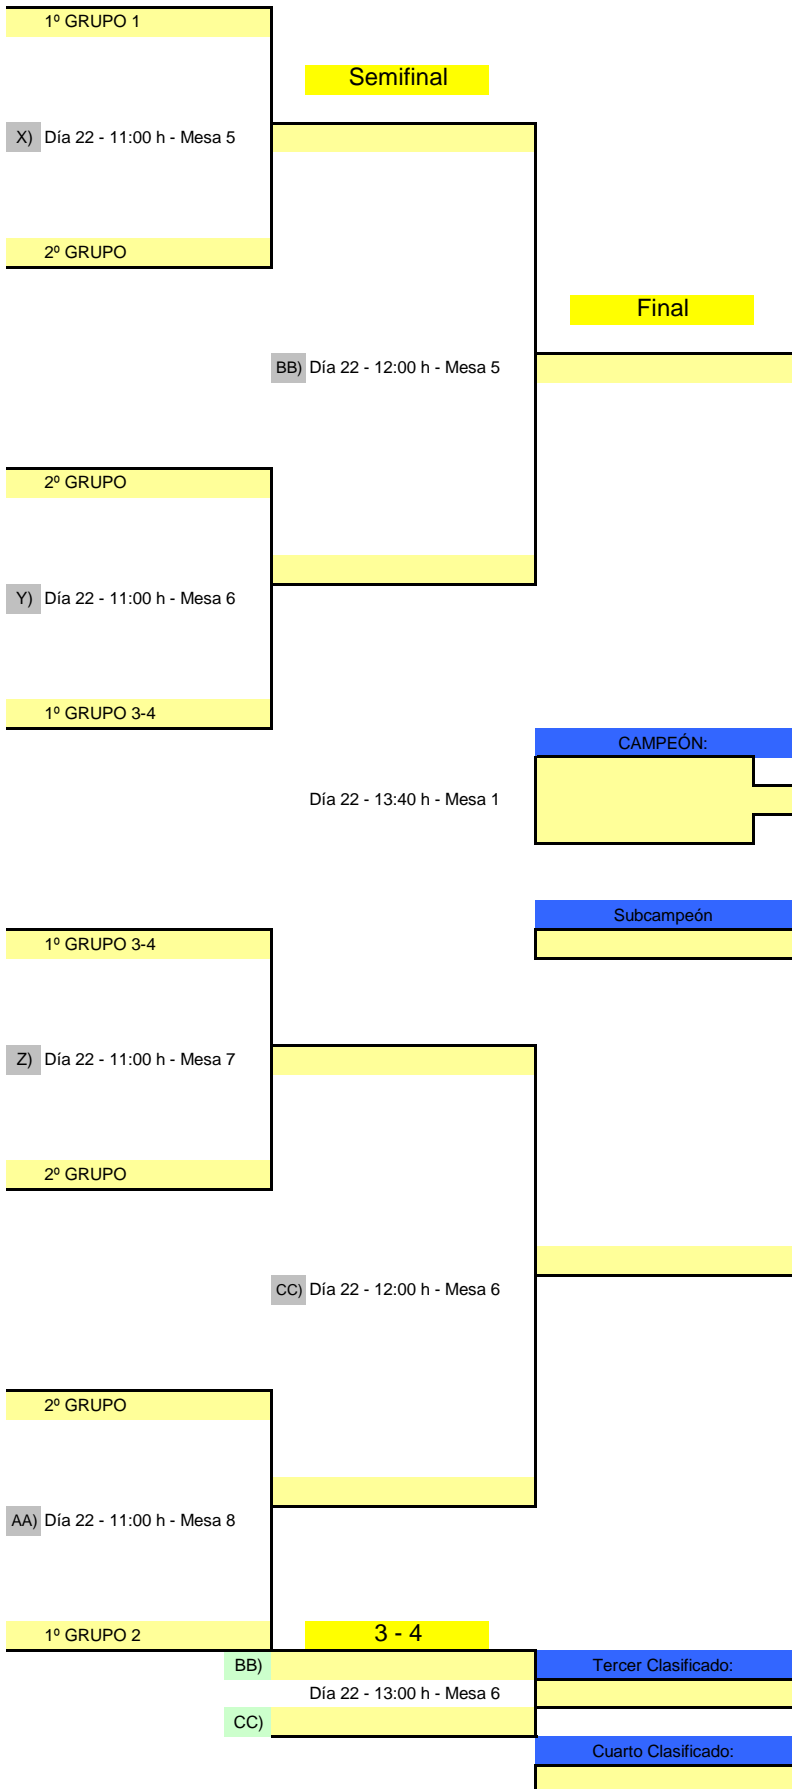 1º GRUPO 1
Semifinal
X) Día 22 - 11:00 h - Mesa 5
2º GRUPO
Final
BB) Día 22 - 12:00 h - Mesa 5
2º GRUPO
Y) Día 22 - 11:00 h - Mesa 6
1º GRUPO 3-4
CAMPEÓN:
Día 22 - 13:40 h - Mesa 1
Subcampeón
1º GRUPO 3-4
Z) Día 22 - 11:00 h - Mesa 7
2º GRUPO
CC) Día 22 - 12:00 h - Mesa 6
2º GRUPO
AA) Día 22 - 11:00 h - Mesa 8
1º GRUPO 2
3 - 4
BB)
Tercer Clasificado:
Día 22 - 13:00 h - Mesa 6
CC)
Cuarto Clasificado: